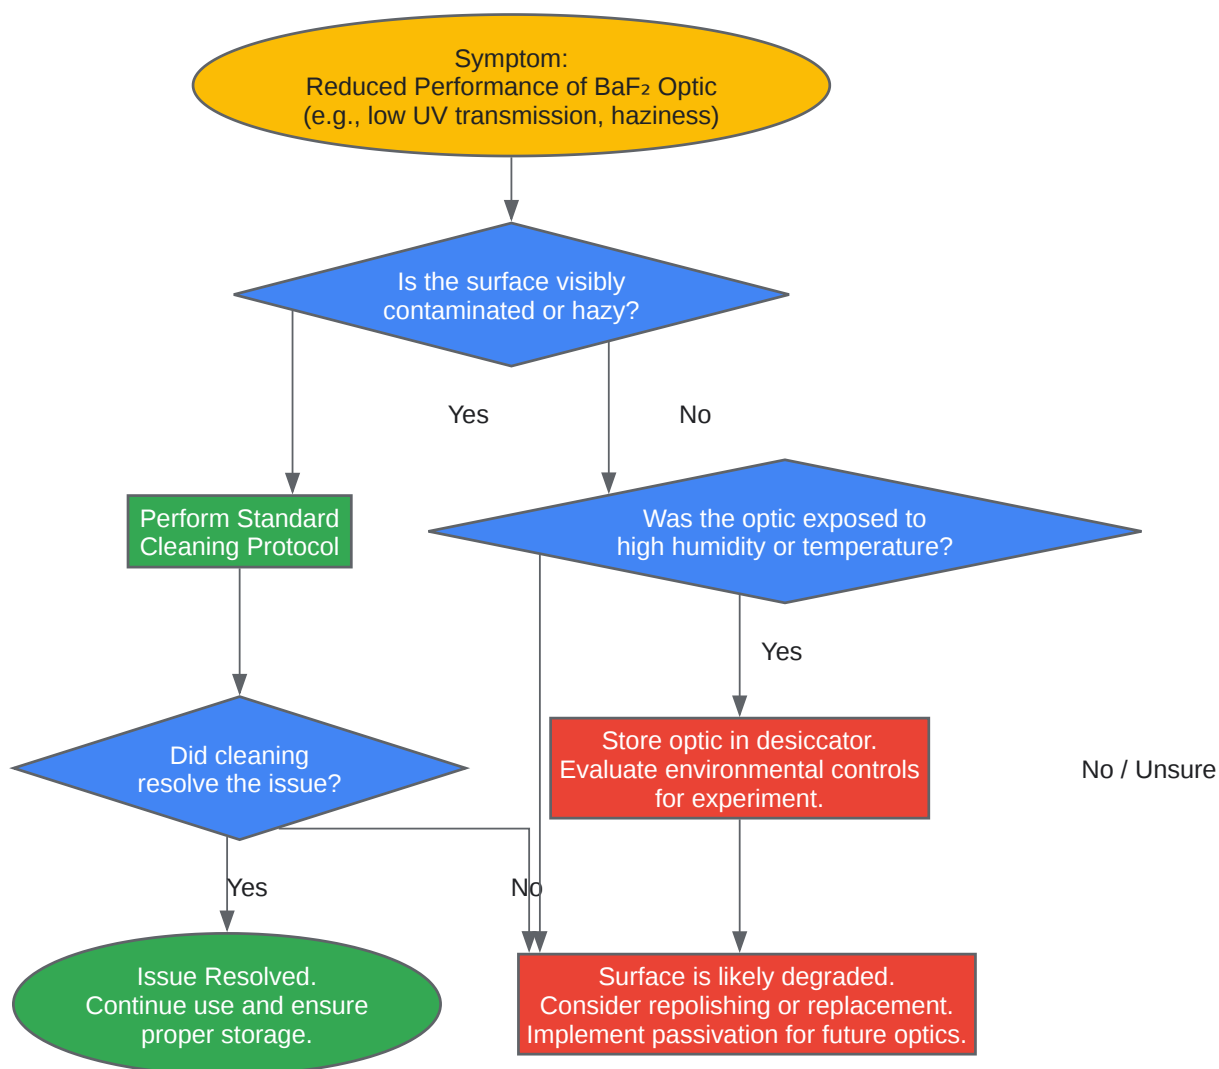 Symptom:
Reduced Performance of BaF₂ Optic
(e.g., low UV transmission, haziness)
Is the surface visibly
contaminated or hazy?
Yes
No
Perform Standard
Cleaning Protocol
Was the optic exposed to
high humidity or temperature?
Yes
Did cleaning
resolve the issue?
Store optic in desiccator.
Evaluate environmental controls
for experiment.
No / Unsure
Yes
No
Issue Resolved.
Continue use and ensure
proper storage.
Surface is likely degraded.
Consider repolishing or replacement.
Implement passivation for future optics.